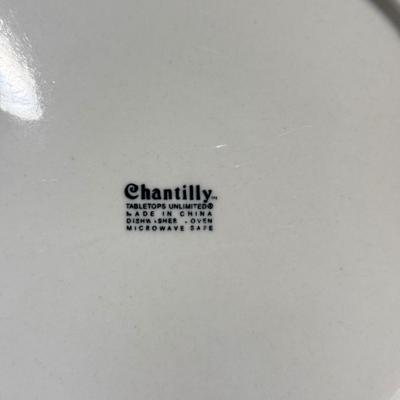 Chantilly™
TABLETOPS UNLIMITED®
MADE IN CHINA
DISHWASHER, OVEN
MICROWAVE SAFE